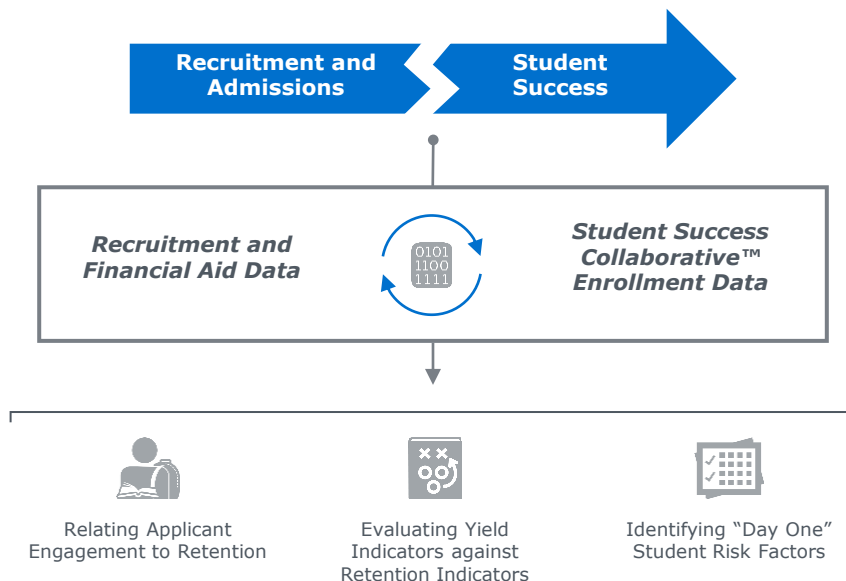 Recruitment and
Admissions
Student
Success
Recruitment and
Financial Aid Data
0101
1100
1111
Student Success
Collaborative™
Enrollment Data
Relating Applicant
Engagement to Retention
Evaluating Yield
Indicators against
Retention Indicators
Identifying “Day One”
Student Risk Factors